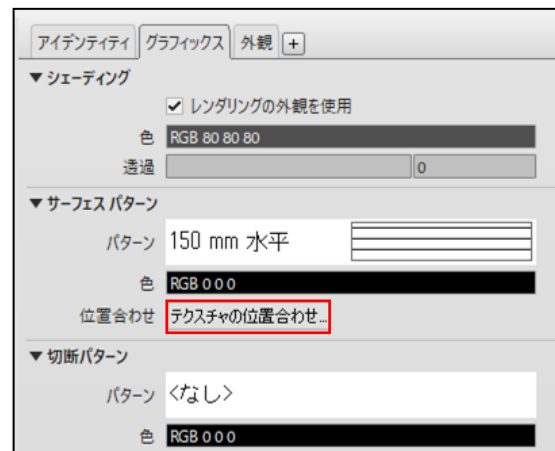 アイデンティティ グラフィックス 外観 +
▼ シェーディング
レンダリングの外観を使用
色 RGB 80 80 80
透過 0
▼ サーフェス パターン
パターン 150 mm 水平
色 RGB 0 0 0
位置合わせ テクスチャの位置合わせ...
▼ 切断パターン
パターン <なし>
色 RGB 0 0 0